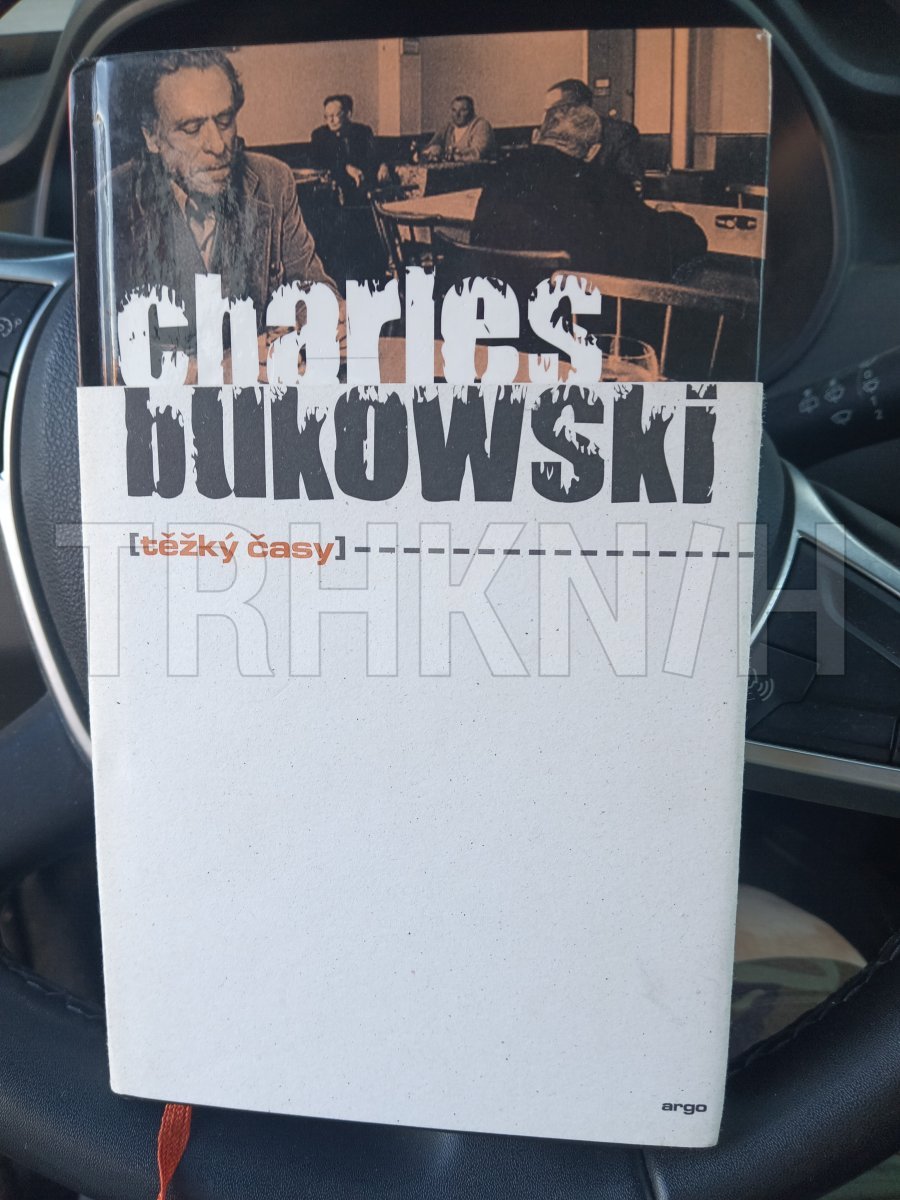 charles
bukowski
[těžký časy]
TRHKNIH
argo